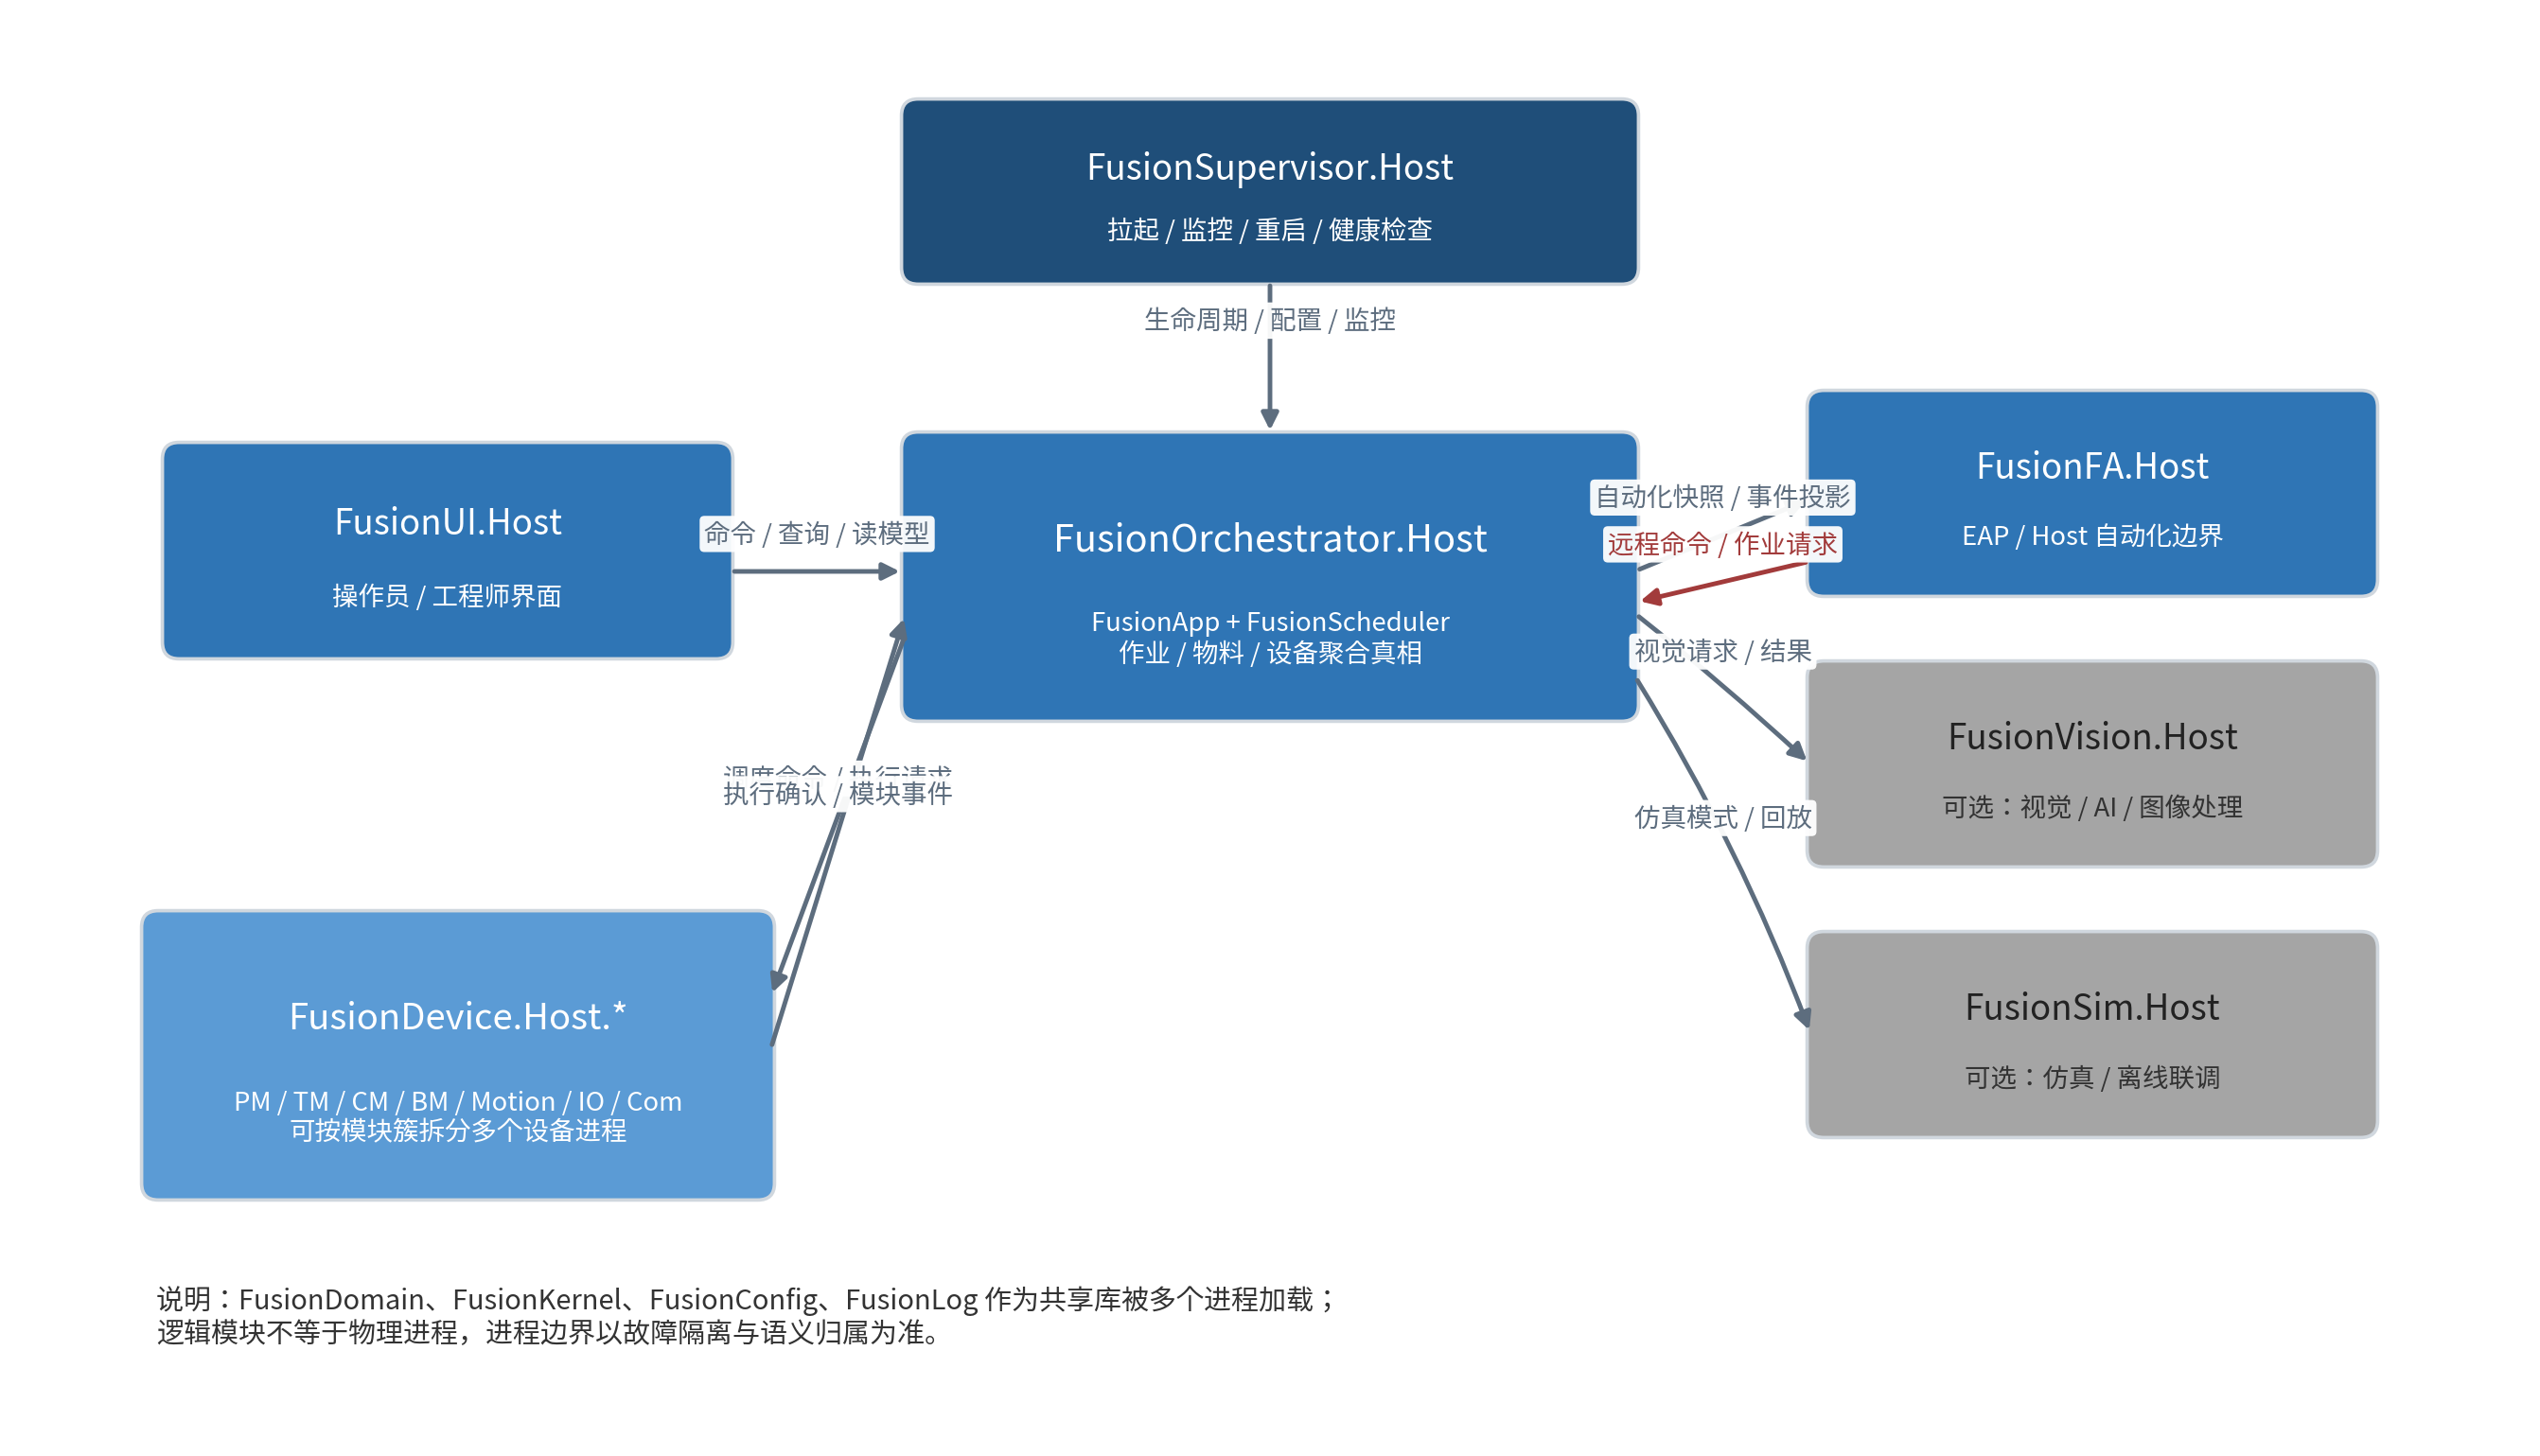 FusionSupervisor.Host
拉起 / 监控 / 重启 / 健康检查
生命周期 / 配置 / 监控
FusionUI.Host
操作员 / 工程师界面
命令 / 查询 / 读模型
FusionOrchestrator.Host
FusionApp + FusionScheduler
作业 / 物料 / 设备聚合真相
自动化快照 / 事件投影
远程命令 / 作业请求
FusionFA.Host
EAP / Host 自动化边界
视觉请求 / 结果
FusionVision.Host
可选：视觉 / AI / 图像处理
仿真模式 / 回放
FusionSim.Host
可选：仿真 / 离线联调
调度命令 / 执行请求
执行确认 / 模块事件
FusionDevice.Host.*
PM / TM / CM / BM / Motion / IO / Com
可按模块簇拆分多个设备进程
说明：FusionDomain、FusionKernel、FusionConfig、FusionLog 作为共享库被多个进程加载；
逻辑模块不等于物理进程，进程边界以故障隔离与语义归属为准。